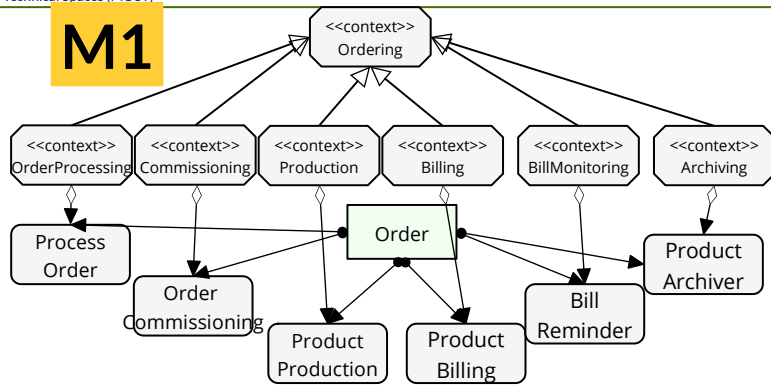 M1
<<context>>
Ordering
<<context>>
OrderProcessing
<<context>>
Commissioning
<<context>>
Production
<<context>>
Billing
<<context>>
BillMonitoring
<<context>>
Archiving
Process
Order
Order
Commissioning
Order
Product
Production
Product
Billing
Bill
Reminder
Product
Archiver